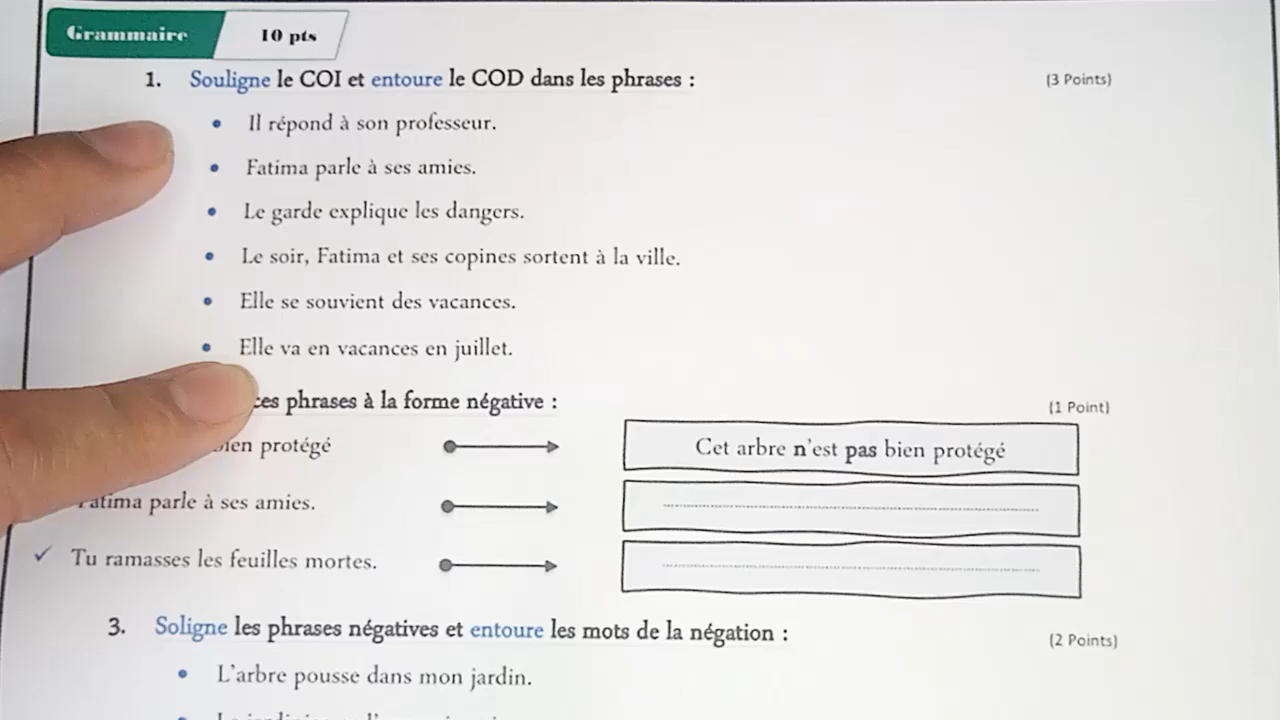 Grammaire 10 pts
1. Souligne le COI et entoure le COD dans les phrases : (3 Points)
• Il répond à son professeur.
• Fatima parle à ses amies.
• Le garde explique les dangers.
• Le soir, Fatima et ses copines sortent à la ville.
• Elle se souvient des vacances.
• Elle va en vacances en juillet.
ces phrases à la forme négative : (1 Point)
bien protégé Cet arbre n'est pas bien protégé
Fatima parle à ses amies.
✓ Tu ramasses les feuilles mortes.
3. Soligne les phrases négatives et entoure les mots de la négation : (2 Points)
• L'arbre pousse dans mon jardin.